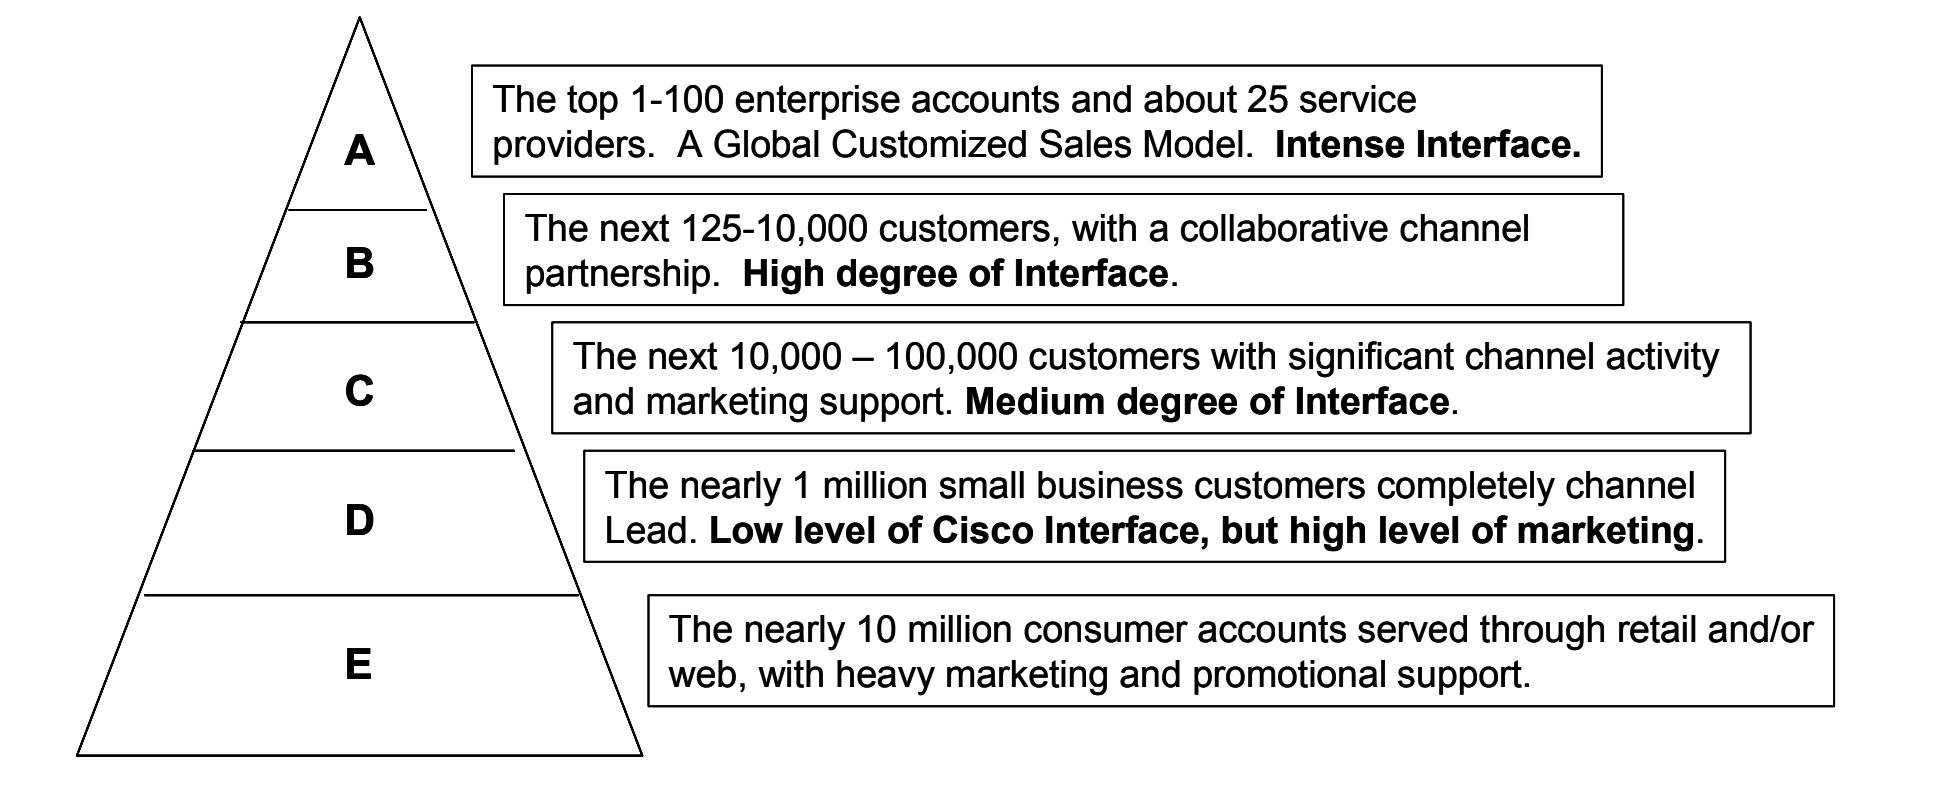 A
The top 1-100 enterprise accounts and about 25 service
providers.  A Global Customized Sales Model.  Intense Interface.
B
The next 125-10,000 customers, with a collaborative channel
partnership.  High degree of Interface.
C
The next 10,000 – 100,000 customers with significant channel activity
and marketing support. Medium degree of Interface.
D
The nearly 1 million small business customers completely channel
Lead. Low level of Cisco Interface, but high level of marketing.
E
The nearly 10 million consumer accounts served through retail and/or
web, with heavy marketing and promotional support.